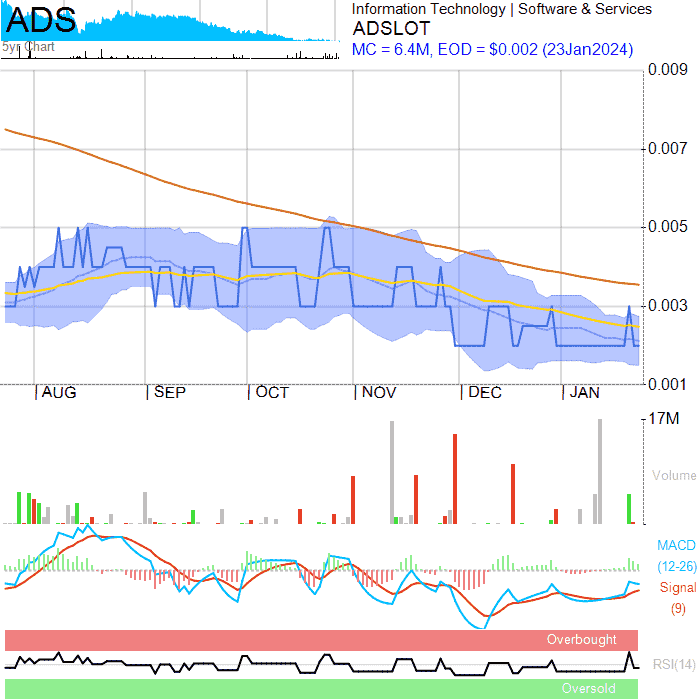 ADS
5yr Chart
Information Technology | Software & Services
ADSLOT
MC = 6.4M, EOD = $0.002 (23Jan2024)
0.009
0.007
0.005
0.003
0.001
AUG
SEP
OCT
NOV
DEC
JAN
17M
Volume
MACD
(12-26)
Signal
(9)
Overbought
RSI(14)
Oversold